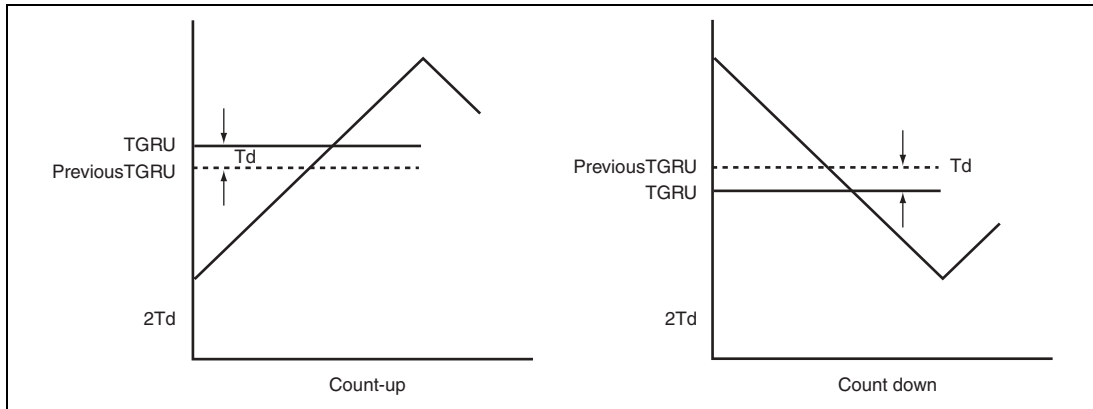 TGRU
Td
PreviousTGRU
2Td
Count-up
PreviousTGRU
Td
TGRU
2Td
Count down